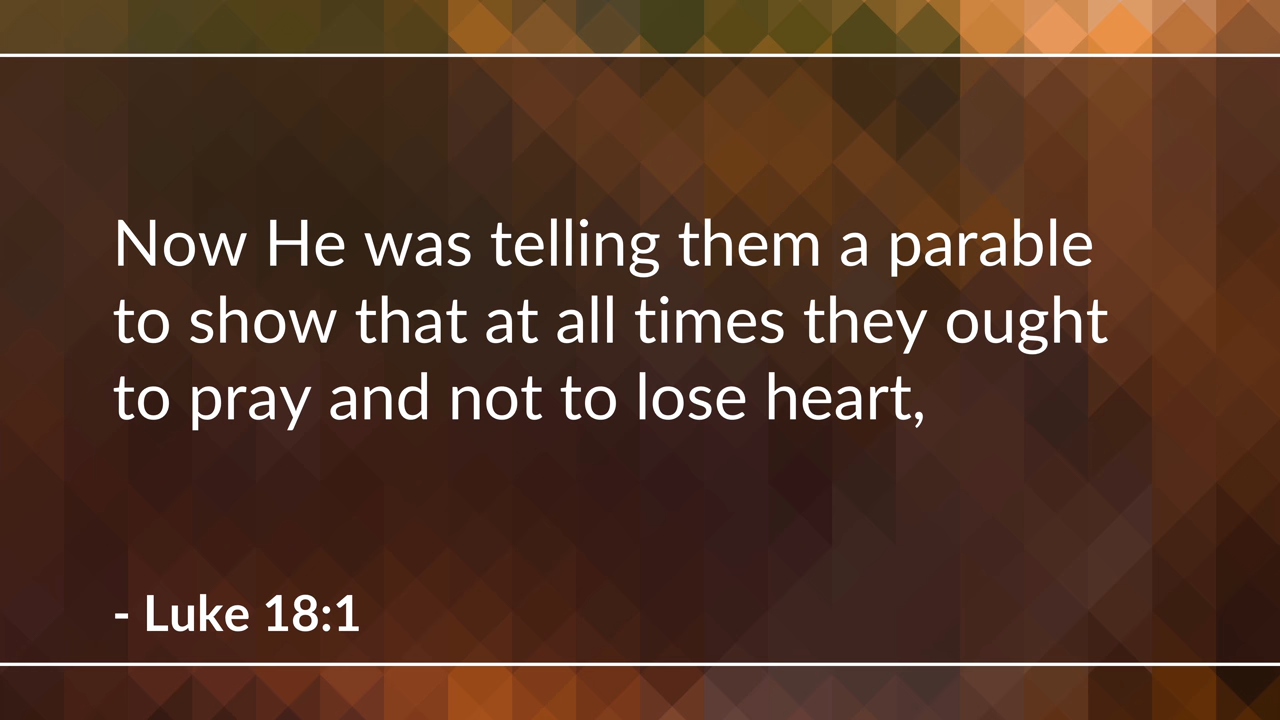 Now He was telling them a parable
to show that at all times they ought
to pray and not to lose heart,
- Luke 18:1